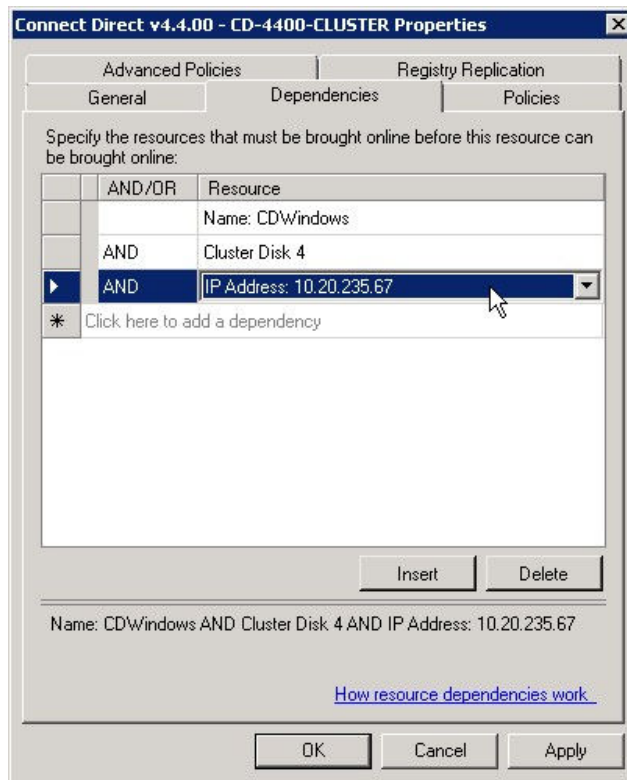 Connect Direct v4.4.00 - CD-4400-CLUSTER Properties
Advanced Policies Registry Replication
General Dependencies Policies
Specify the resources that must be brought online before this resource can
be brought online:
AND/OR Resource
Name: CDWindows
AND Cluster Disk 4
AND IP Address: 10.20.235.67
Click here to add a dependency
Insert Delete
Name: CDWindows AND Cluster Disk 4 AND IP Address: 10.20.235.67
How resource dependencies work
OK Cancel Apply